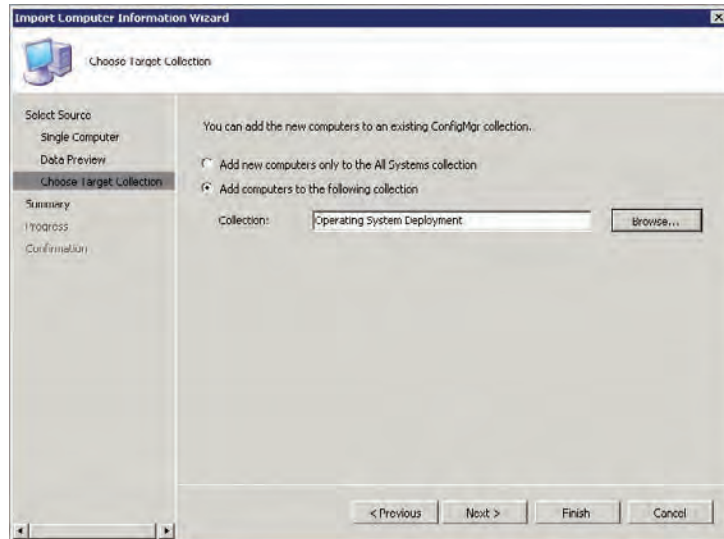 Import Computer Information Wizard
Choose Target Collection
Select Source
Single Computer
Data Preview
Choose Target Collection
Summary
Progress
Confirmation
You can add the new computers to an existing ConfigMgr collection.
Add new computers only to the All Systems collection
Add computers to the following collection
Collection: Operating System Deployment Browse...
< Previous Next > Finish Cancel